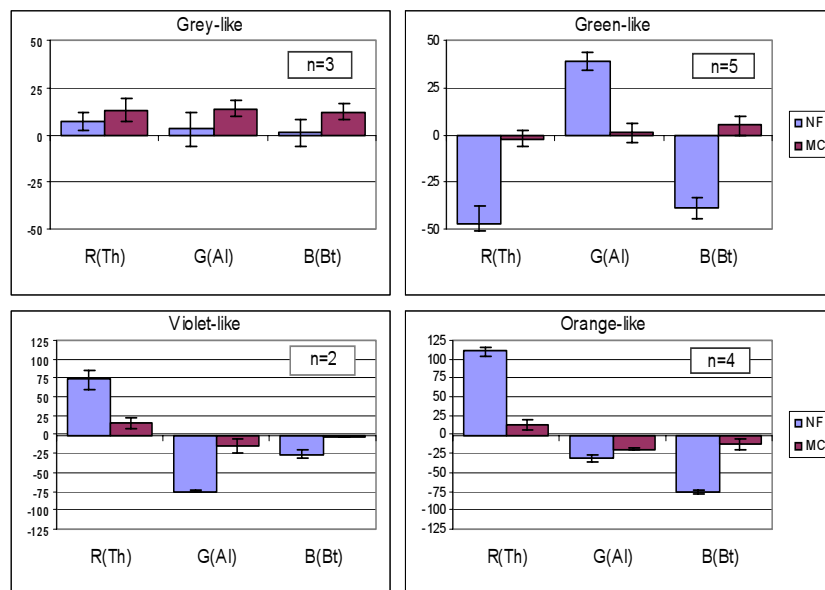 Grey-like
n=3
50
25
0
-25
-50
R(Th) G(Al) B(Bt)
Green-like
n=5
50
25
0
-25
-50
R(Th) G(Al) B(Bt)
NF
MC
Violet-like
n=2
125
100
75
50
25
0
-25
-50
-75
-100
-125
R(Th) G(Al) B(Bt)
Orange-like
n=4
125
100
75
50
25
0
-25
-50
-75
-100
-125
R(Th) G(Al) B(Bt)
NF
MC